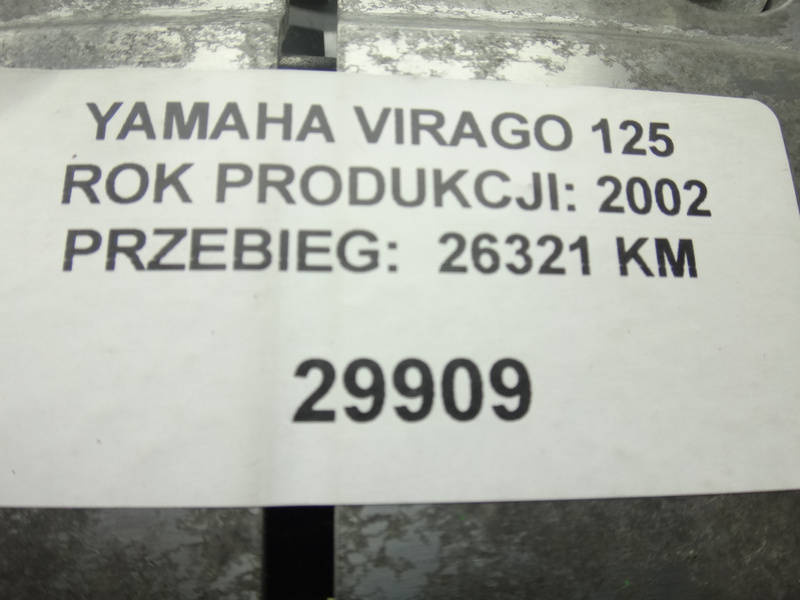 YAMAHA VIRAGO 125
ROK PRODUKCJI: 2002
PRZEBIEG: 26321 KM
29909